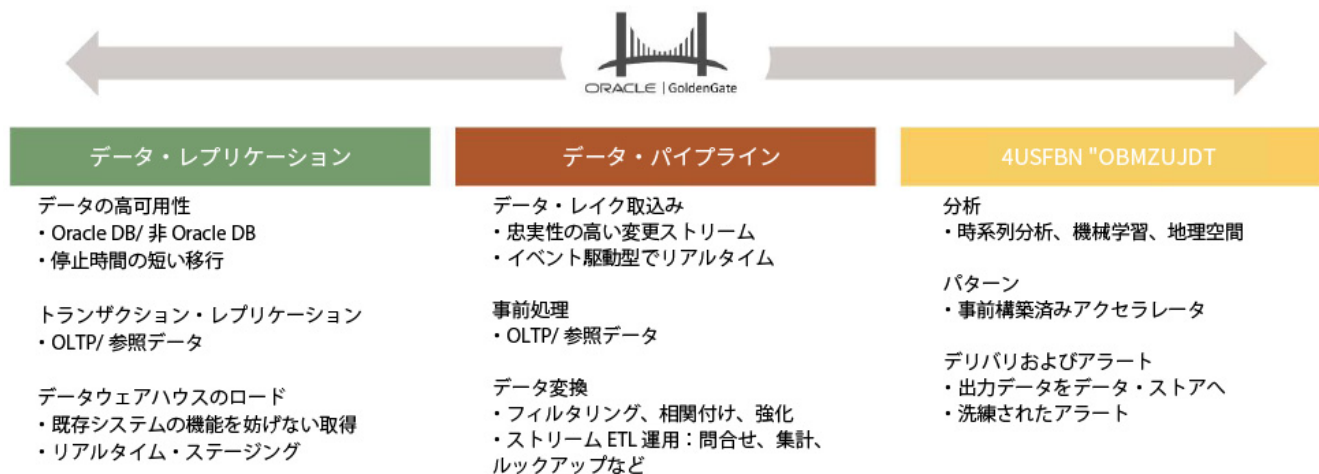 ORACLE | GoldenGate
データ・レプリケーション
データの高可用性
・Oracle DB/ 非 Oracle DB
・停止時間の短い移行
トランザクション・レプリケーション
・OLTP/ 参照データ
データウェアハウスのロード
・既存システムの機能を妨げない取得
・リアルタイム・ステージング
データ・パイプライン
データ・レイク取込み
・忠実性の高い変更ストリーム
・イベント駆動型でリアルタイム
事前処理
・OLTP/ 参照データ
データ変換
・フィルタリング、相関付け、強化
・ストリーム ETL 運用：問合せ、集計、
ルックアップなど
4USFBN "OBMZUJDT
分析
・時系列分析、機械学習、地理空間
パターン
・事前構築済みアクセラレータ
デリバリおよびアラート
・出力データをデータ・ストアへ
・洗練されたアラート